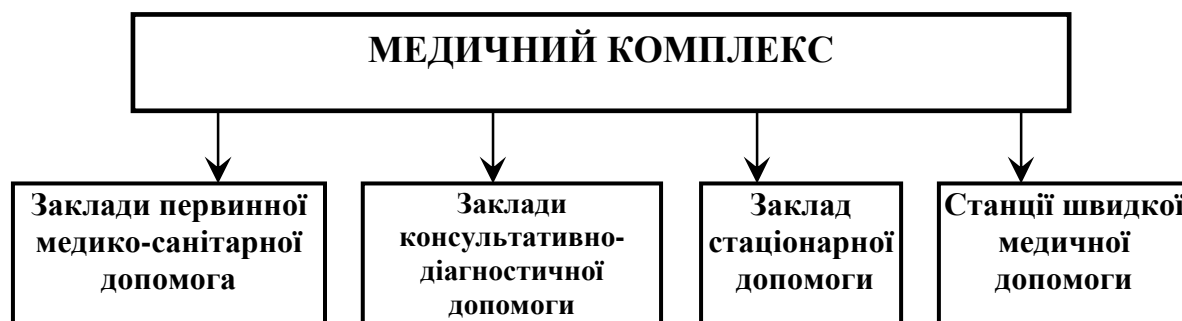 МЕДИЧНИЙ КОМПЛЕКС
Заклади первинної
медико-санітарної
допомога
Заклади
консультативно-
діагностичної
допомоги
Заклад
стаціонарної
допомоги
Станції швидкої
медичної
допомоги